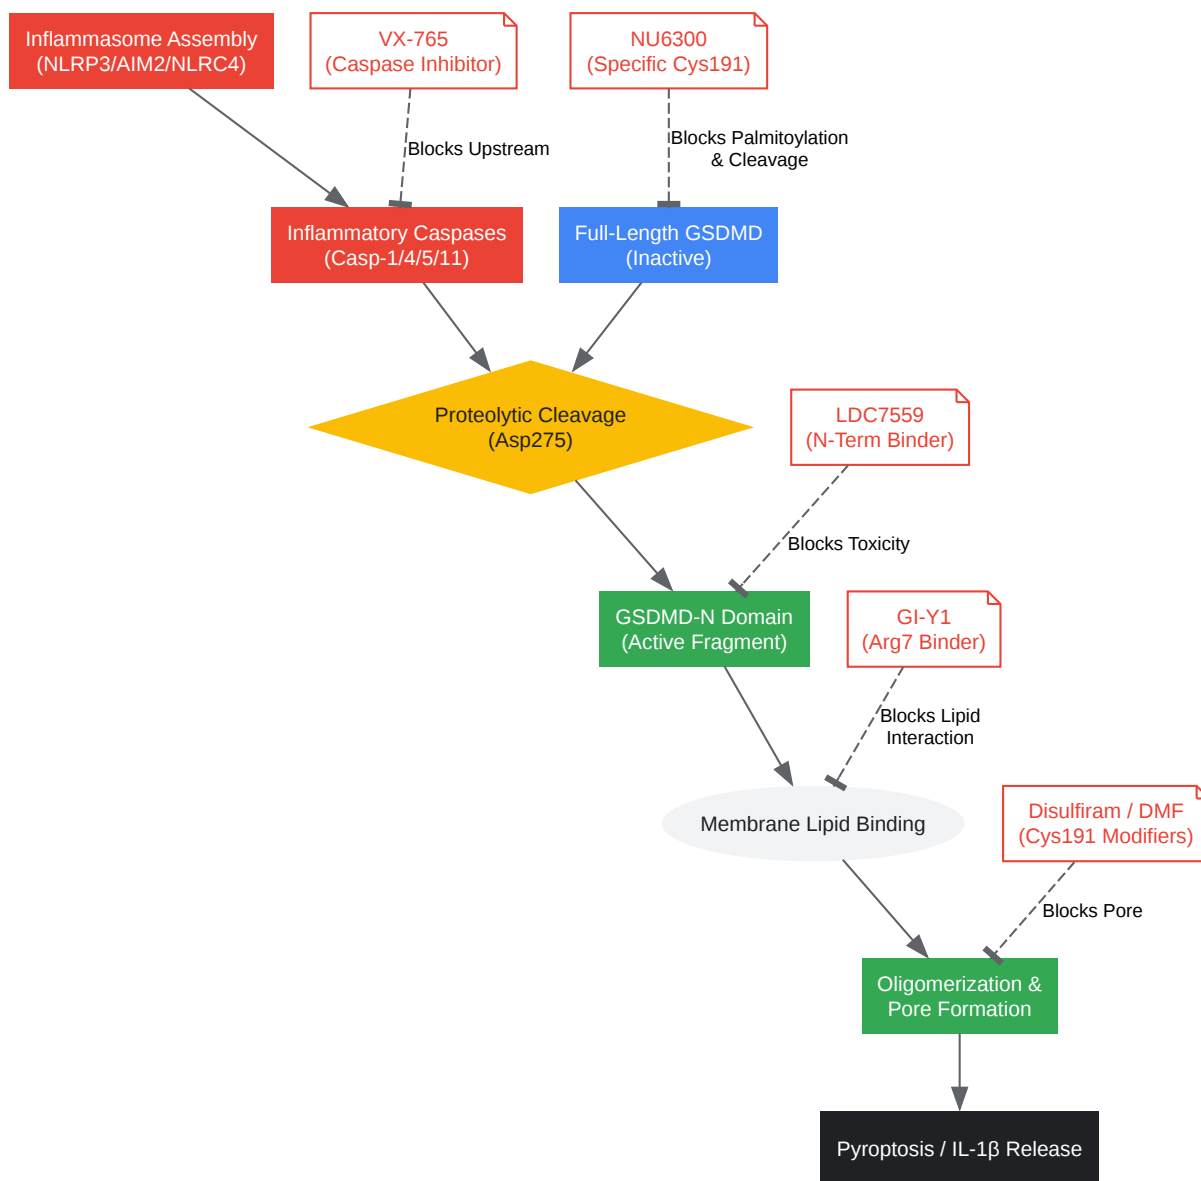 Inflammasome Assembly
(NLRP3/AIM2/NLRC4)
VX-765
(Caspase Inhibitor)
NU6300
(Specific Cys191)
Blocks Upstream
Blocks Palmitoylation
& Cleavage
Inflammatory Caspases
(Casp-1/4/5/11)
Full-Length GSDMD
(Inactive)
Proteolytic Cleavage
(Asp275)
LDC7559
(N-Term Binder)
Blocks Toxicity
GSDMD-N Domain
(Active Fragment)
GI-Y1
(Arg7 Binder)
Blocks Lipid
Interaction
Membrane Lipid Binding
Disulfiram / DMF
(Cys191 Modifiers)
Blocks Pore
Oligomerization &
Pore Formation
Pyroptosis / IL-1β Release